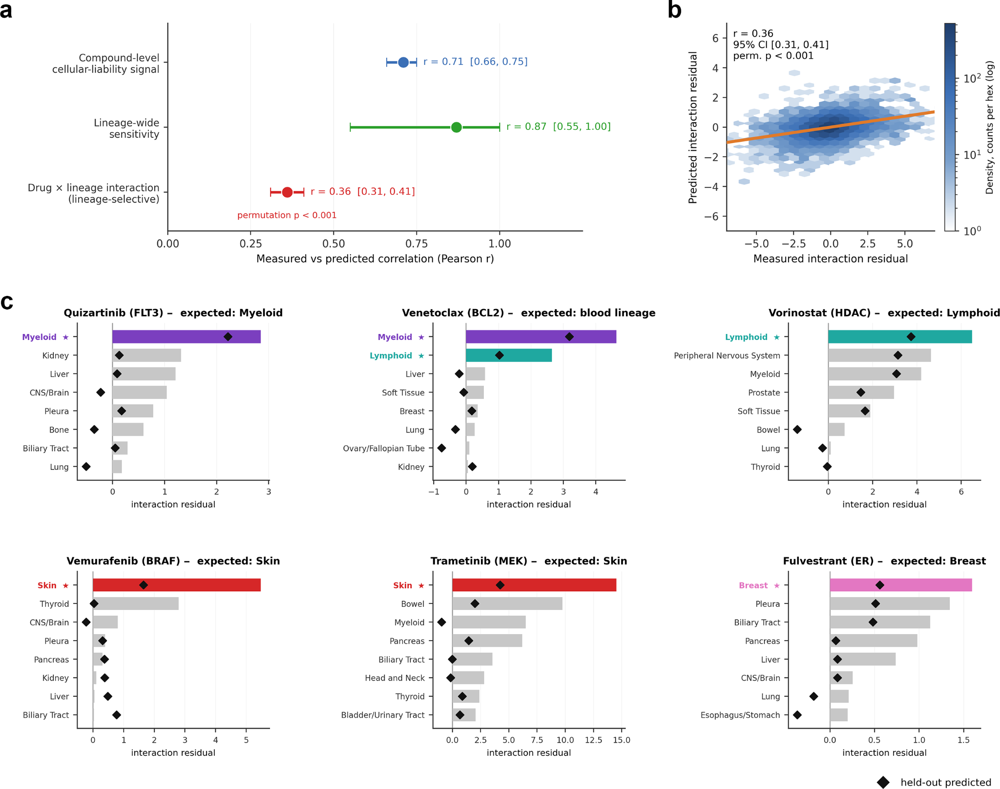 a
Compound-level
cellular-liability signal
r = 0.71  [0.66, 0.75]
Lineage-wide
sensitivity
r = 0.87  [0.55, 1.00]
Drug × lineage interaction
(lineage-selective)
r = 0.36  [0.31, 0.41]
permutation p < 0.001
0.00 0.25 0.50 0.75 1.00
Measured vs predicted correlation (Pearson r)
b
r = 0.36
95% CI [0.31, 0.41]
perm. p < 0.001
Predicted interaction residual
6
4
2
0
−2
−4
−6
−5.0 −2.5 0.0 2.5 5.0
Measured interaction residual
10²
10¹
10⁰
Density, counts per hex (log)
c
Quizartinib (FLT3) –  expected: Myeloid
Myeloid ★
Kidney
Liver
CNS/Brain
Pleura
Bone
Biliary Tract
Lung
0 1 2 3
interaction residual
Venetoclax (BCL2) –  expected: blood lineage
Myeloid ★
Lymphoid ★
Liver
Soft Tissue
Breast
Lung
Ovary/Fallopian Tube
Kidney
−1 0 1 2 3 4
interaction residual
Vorinostat (HDAC) –  expected: Lymphoid
Lymphoid ★
Peripheral Nervous System
Myeloid
Prostate
Soft Tissue
Bowel
Lung
Thyroid
0 2 4 6
interaction residual
Vemurafenib (BRAF) –  expected: Skin
Skin ★
Thyroid
CNS/Brain
Pleura
Pancreas
Kidney
Liver
Biliary Tract
0 1 2 3 4 5
interaction residual
Trametinib (MEK) –  expected: Skin
Skin ★
Bowel
Myeloid
Pancreas
Biliary Tract
Head and Neck
Thyroid
Bladder/Urinary Tract
0.0 2.5 5.0 7.5 10.0 12.5 15.0
interaction residual
Fulvestrant (ER) –  expected: Breast
Breast ★
Pleura
Biliary Tract
Pancreas
Liver
CNS/Brain
Lung
Esophagus/Stomach
0.0 0.5 1.0 1.5
interaction residual
held-out predicted